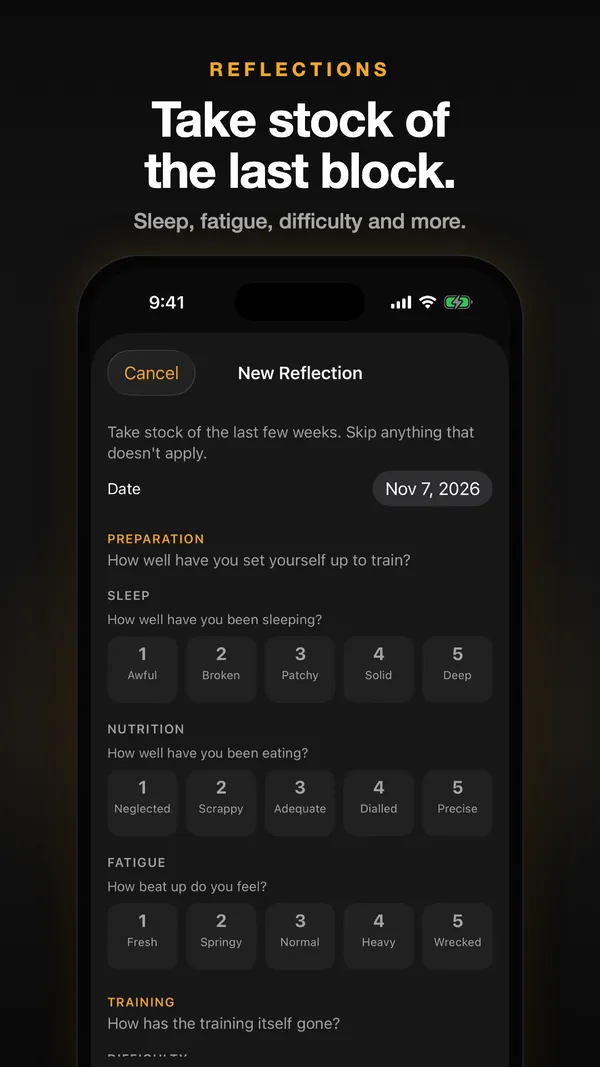 REFLECTIONS
Take stock of
the last block.
Sleep, fatigue, difficulty and more.
9:41
Cancel
New Reflection
Take stock of the last few weeks. Skip anything that
doesn't apply.
Date
Nov 7, 2026
PREPARATION
How well have you set yourself up to train?
SLEEP
How well have you been sleeping?
1 2 3 4 5
Awful Broken Patchy Solid Deep
NUTRITION
How well have you been eating?
1 2 3 4 5
Neglected Scrappy Adequate Dialled Precise
FATIGUE
How beat up do you feel?
1 2 3 4 5
Fresh Springy Normal Heavy Wrecked
TRAINING
How has the training itself gone?
DIFFICULTY